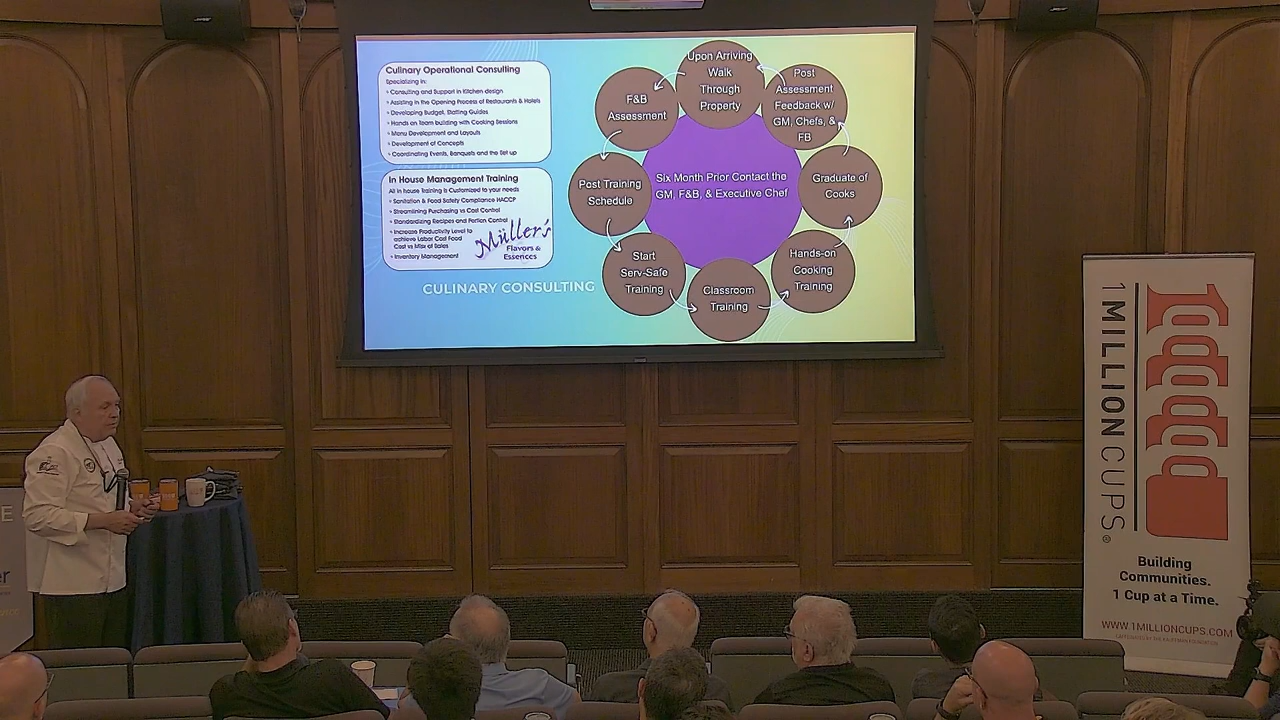 Culinary Operational Consulting
Specializing in:
• Consulting and Support in Kitchen design
• Assisting in the Opening Process of Restaurants & Hotels
• Developing Budget, Staffing Guides
• Hands on Team building with Cooking Sessions
• Menu Development and Layouts
• Development of Concepts
• Coordinating Events, Banquets and the Set up
In House Management Training
All in house Training is Customized to your needs
• Sanitation & Food Safety Compliance HACCP
• Streamlining Purchasing vs Cost Control
• Standardizing Recipes and Portion Control
• Increase Productivity Level to
achieve Labor Cost Food
Cost vs Max of Sales
• Inventory Management
Müller's
Flavors &
Essences
CULINARY CONSULTING
Upon Arriving
Walk
Through
Property
Post
Assessment
Feedback w/
GM, Chefs, &
FB
F&B
Assessment
Post Training
Schedule
Six Month Prior Contact the
GM, F&B, & Executive Chef
Graduate of
Cooks
Start
Serv-Safe
Training
Classroom
Training
Hands-on
Cooking
Training
1MILLIONCUPS®
Building
Communities.
1 Cup at a Time.
WWW.1MILLIONCUPS.COM
E
er